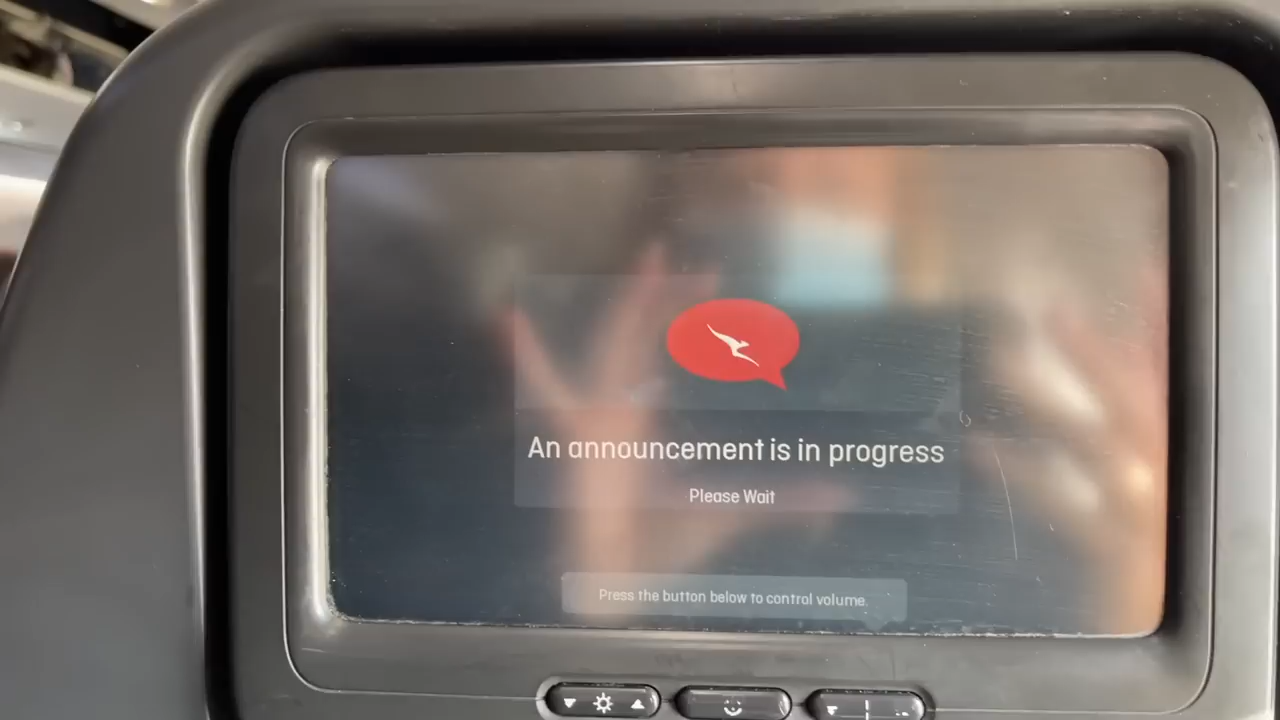 An announcement is in progress
Please Wait
Press the button below to control volume.